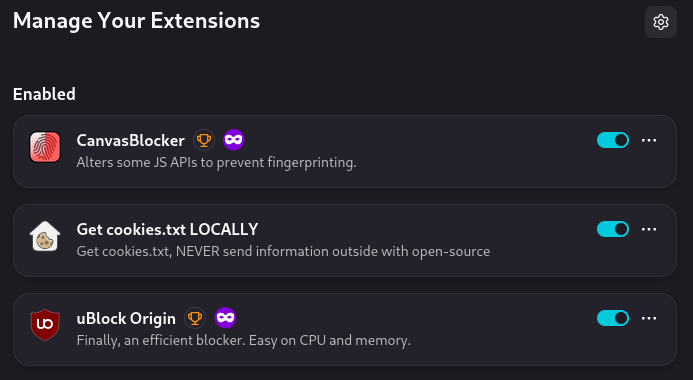 Manage Your Extensions
Enabled
CanvasBlocker
Alters some JS APIs to prevent fingerprinting.
Get cookies.txt LOCALLY
Get cookies.txt, NEVER send information outside with open-source
uBlock Origin
Finally, an efficient blocker. Easy on CPU and memory.